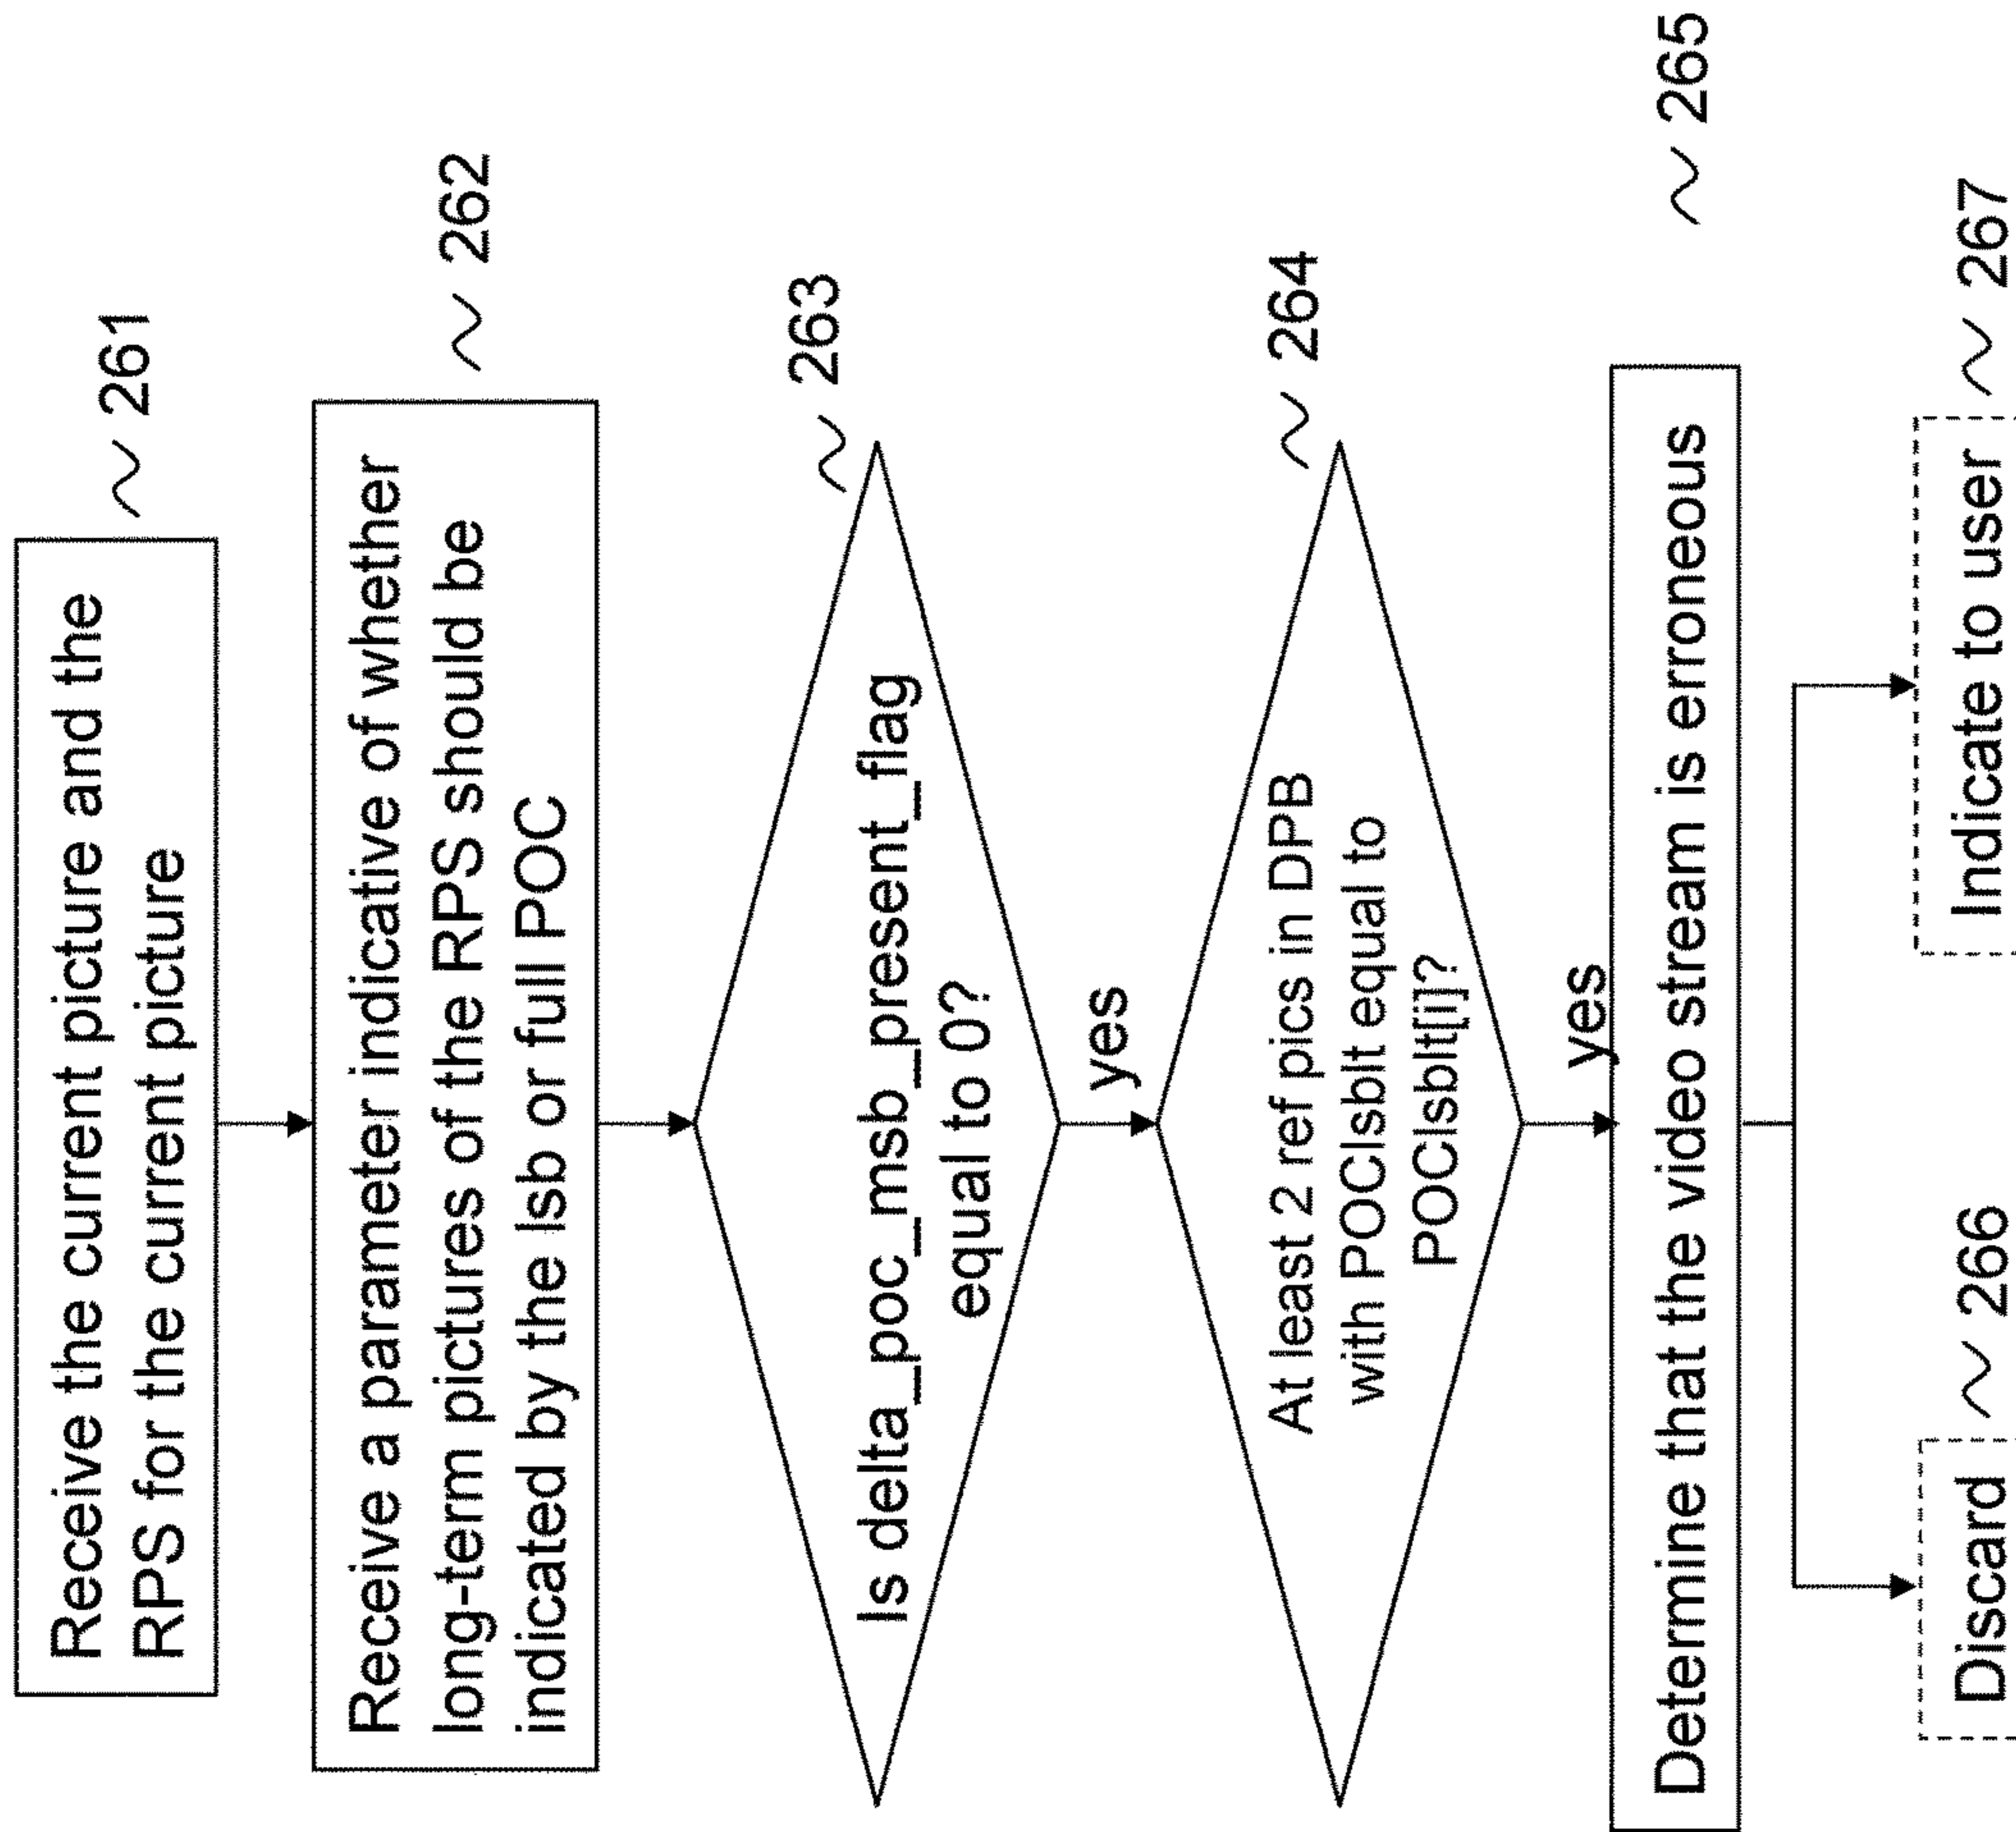 Receive the current picture and the
RPS for the current picture
261
Receive a parameter indicative of whether
long-term pictures of the RPS should be
indicated by the lsb or full POC
262
Is delta_poc_msb_present_flag
equal to 0?
263
yes
At least 2 ref pics in DPB
with POClsblt equal to
POClsblt[i]?
264
yes
Determine that the video stream is erroneous
265
Discard
266
Indicate to user
267